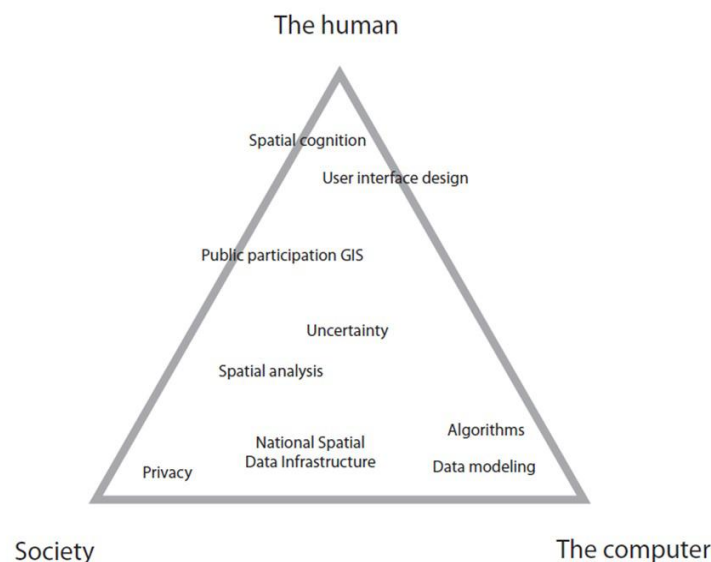 The human
Spatial cognition
User interface design
Public participation GIS
Uncertainty
Spatial analysis
Algorithms
National Spatial
Data Infrastructure
Data modeling
Privacy
Society
The computer